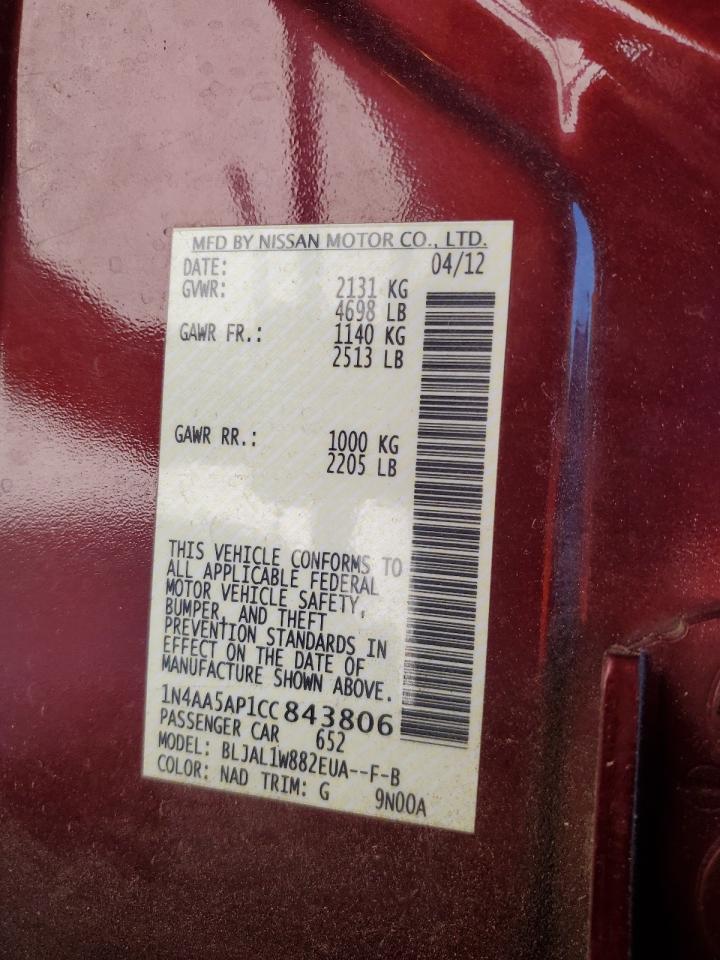 MFD BY NISSAN MOTOR CO., LTD.
DATE: 04/12
GVWR: 2131 KG
4698 LB
GAWR FR.: 1140 KG
2513 LB
GAWR RR.: 1000 KG
2205 LB
THIS VEHICLE CONFORMS TO
ALL APPLICABLE FEDERAL
MOTOR VEHICLE SAFETY,
BUMPER, AND THEFT
PREVENTION STANDARDS IN
EFFECT ON THE DATE OF
MANUFACTURE SHOWN ABOVE.
1N4AA5AP1CC843806
PASSENGER CAR 652
MODEL: BLJAL1W882EUA--F-B
COLOR: NAD TRIM: G 9N00A